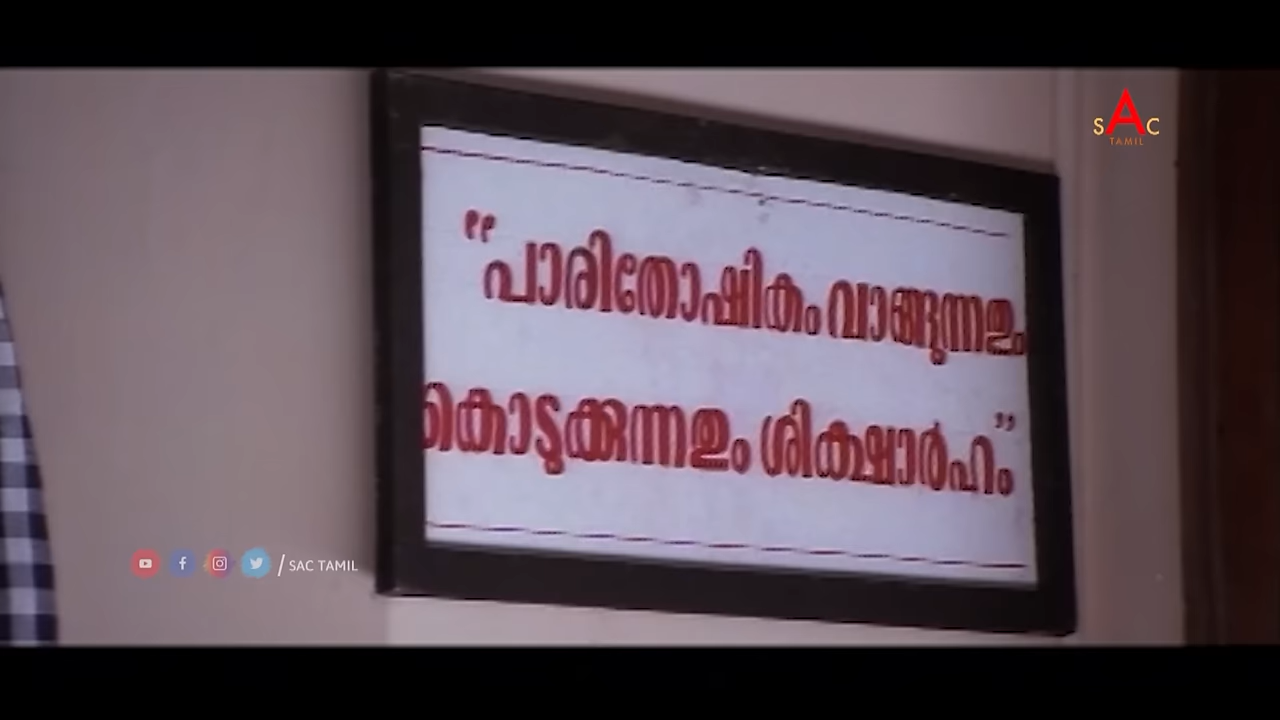 SAC
TAMIL
“പാരിതോഷികം വാങ്ങുന്നതും
കൊടുക്കുന്നതും ശിക്ഷാർഹം”
/ SAC TAMIL